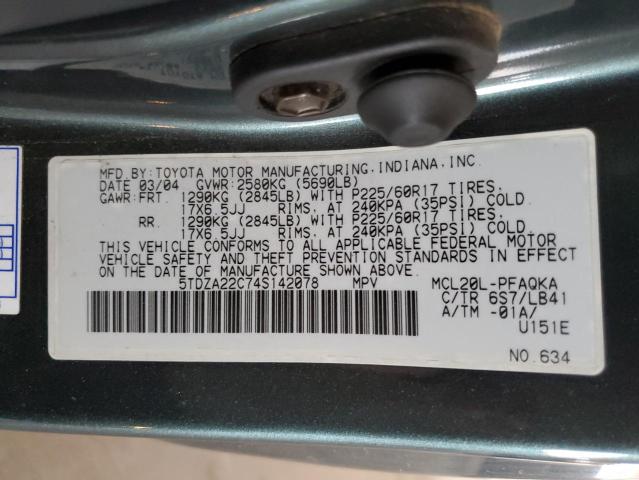 MFD.BY:TOYOTA MOTOR MANUFACTURING,INDIANA,INC.
DATE 03/04 GVWR:2580KG (5690LB)
GAWR:FRT. 1290KG (2845LB) WITH P225/60R17 TIRES.
17X6.5JJ RIMS. AT 240KPA (35PSI) COLD.
RR. 1290KG (2845LB) WITH P225/60R17 TIRES.
17X6.5JJ RIMS. AT 240KPA (35PSI) COLD.
THIS VEHICLE CONFORMS TO ALL APPLICABLE FEDERAL MOTOR
VEHICLE SAFETY AND THEFT PREVENTION STANDARDS IN EFFECT
ON THE DATE OF MANUFACTURE SHOWN ABOVE.
5TDZA22C74S142078 MPV MCL20L-PFAQKA
C/TR 6S7/LB41
A/TM -01A/
U151E
NO.634